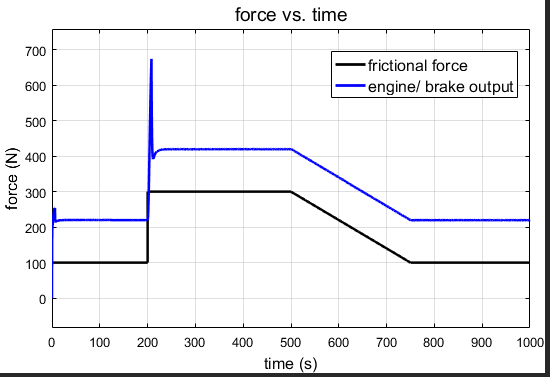 force vs. time
frictional force
engine/ brake output
force (N)
700
600
500
400
300
200
100
0
0 100 200 300 400 500 600 700 800 900 1000
time (s)